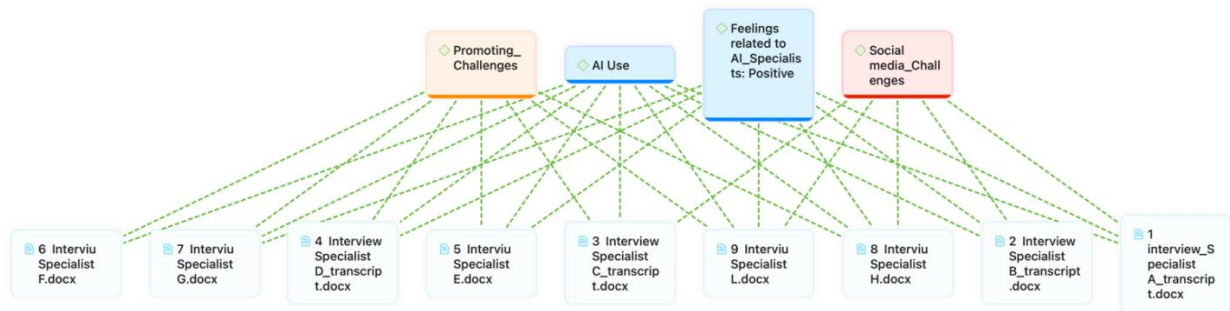 Promoting_
Challenges
AI Use
Feelings
related to
AI_Speciali
sts: Positive
Social
media_Chall
enges
6 Interviu
Specialist
F.docx
7 Interviu
Specialist
G.docx
4 Interview
Specialist
D_transcrip
t.docx
5 Interviu
Specialist
E.docx
3 Interview
Specialist
C_transcrip
t.docx
9 Interviu
Specialist
L.docx
8 Interviu
Specialist
H.docx
2 Interview
Specialist
B_transcript
.docx
1
interview_S
pecialist
A_transcrip
t.docx